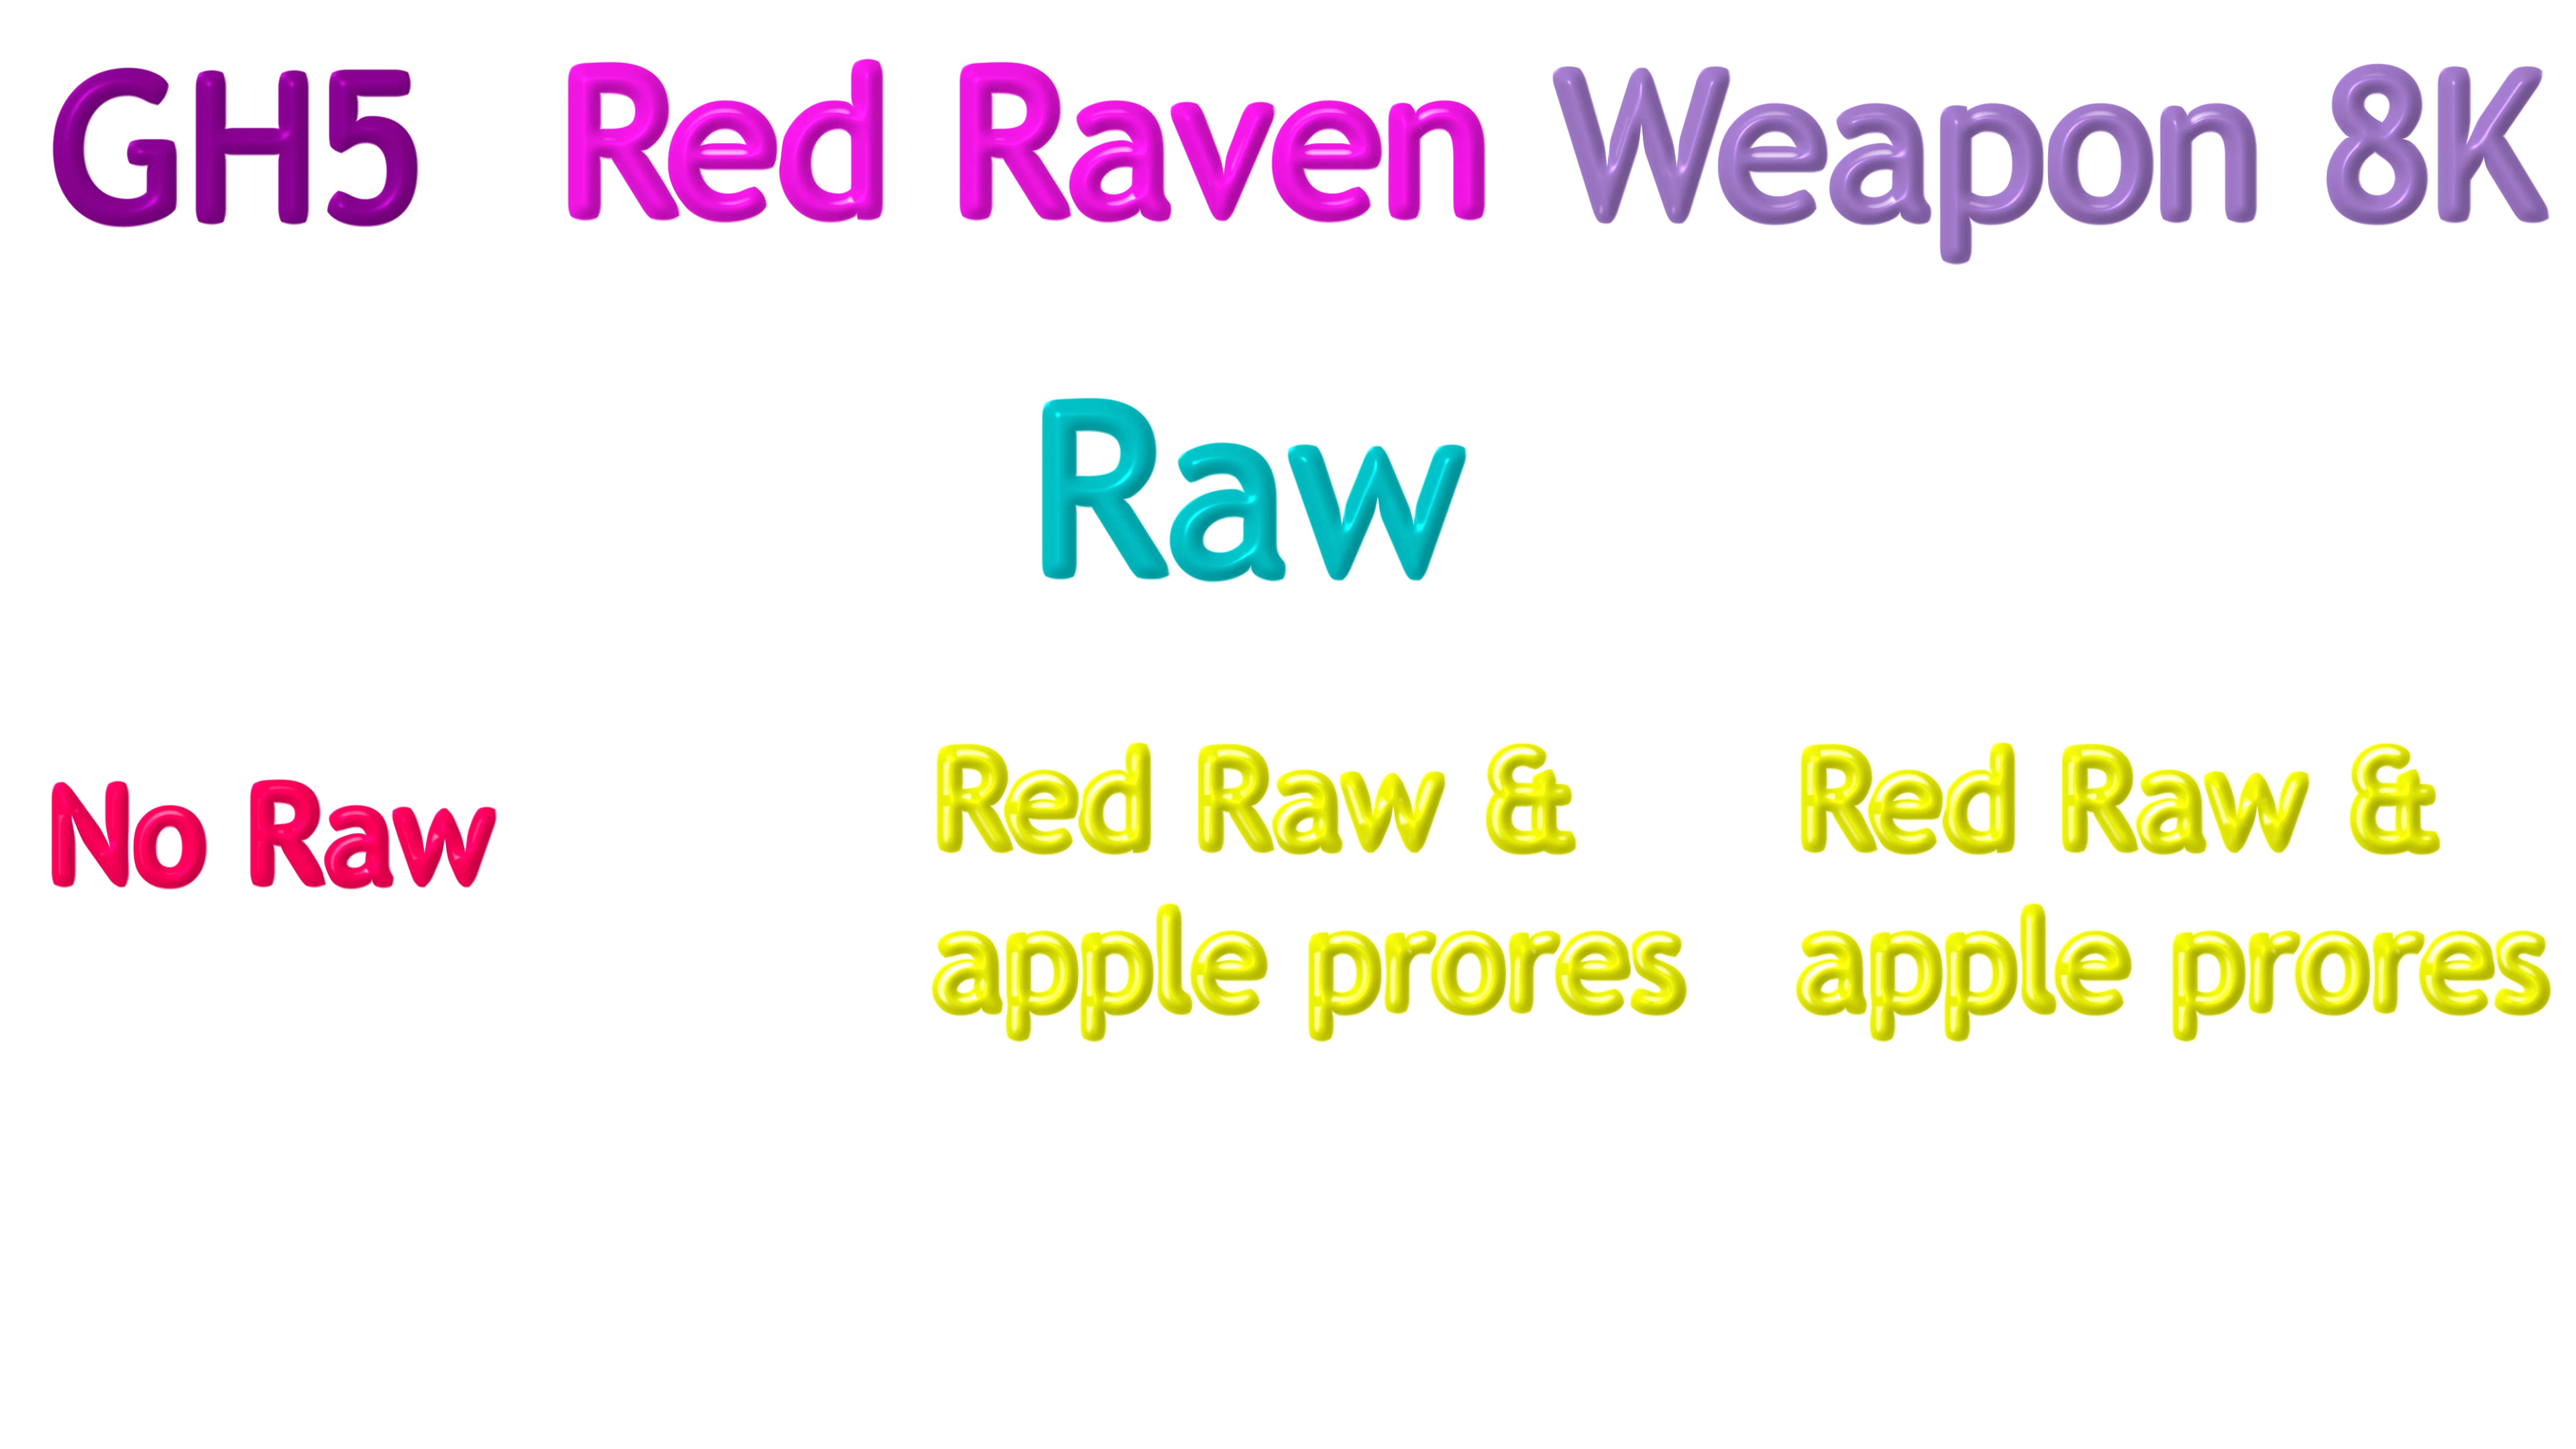 GH5 Red Raven Weapon 8K
Raw
No Raw
Red Raw &
apple prores
Red Raw &
apple prores